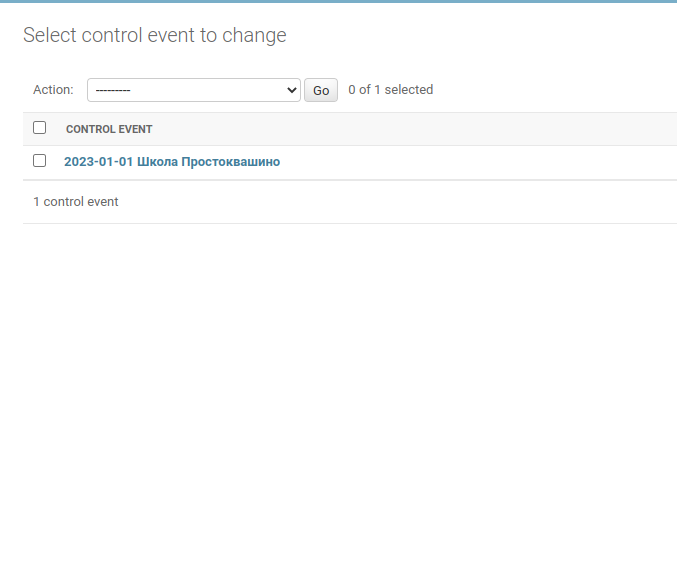 Select control event to change
Action: --------- Go 0 of 1 selected
CONTROL EVENT
2023-01-01 Школа Простоквашино
1 control event